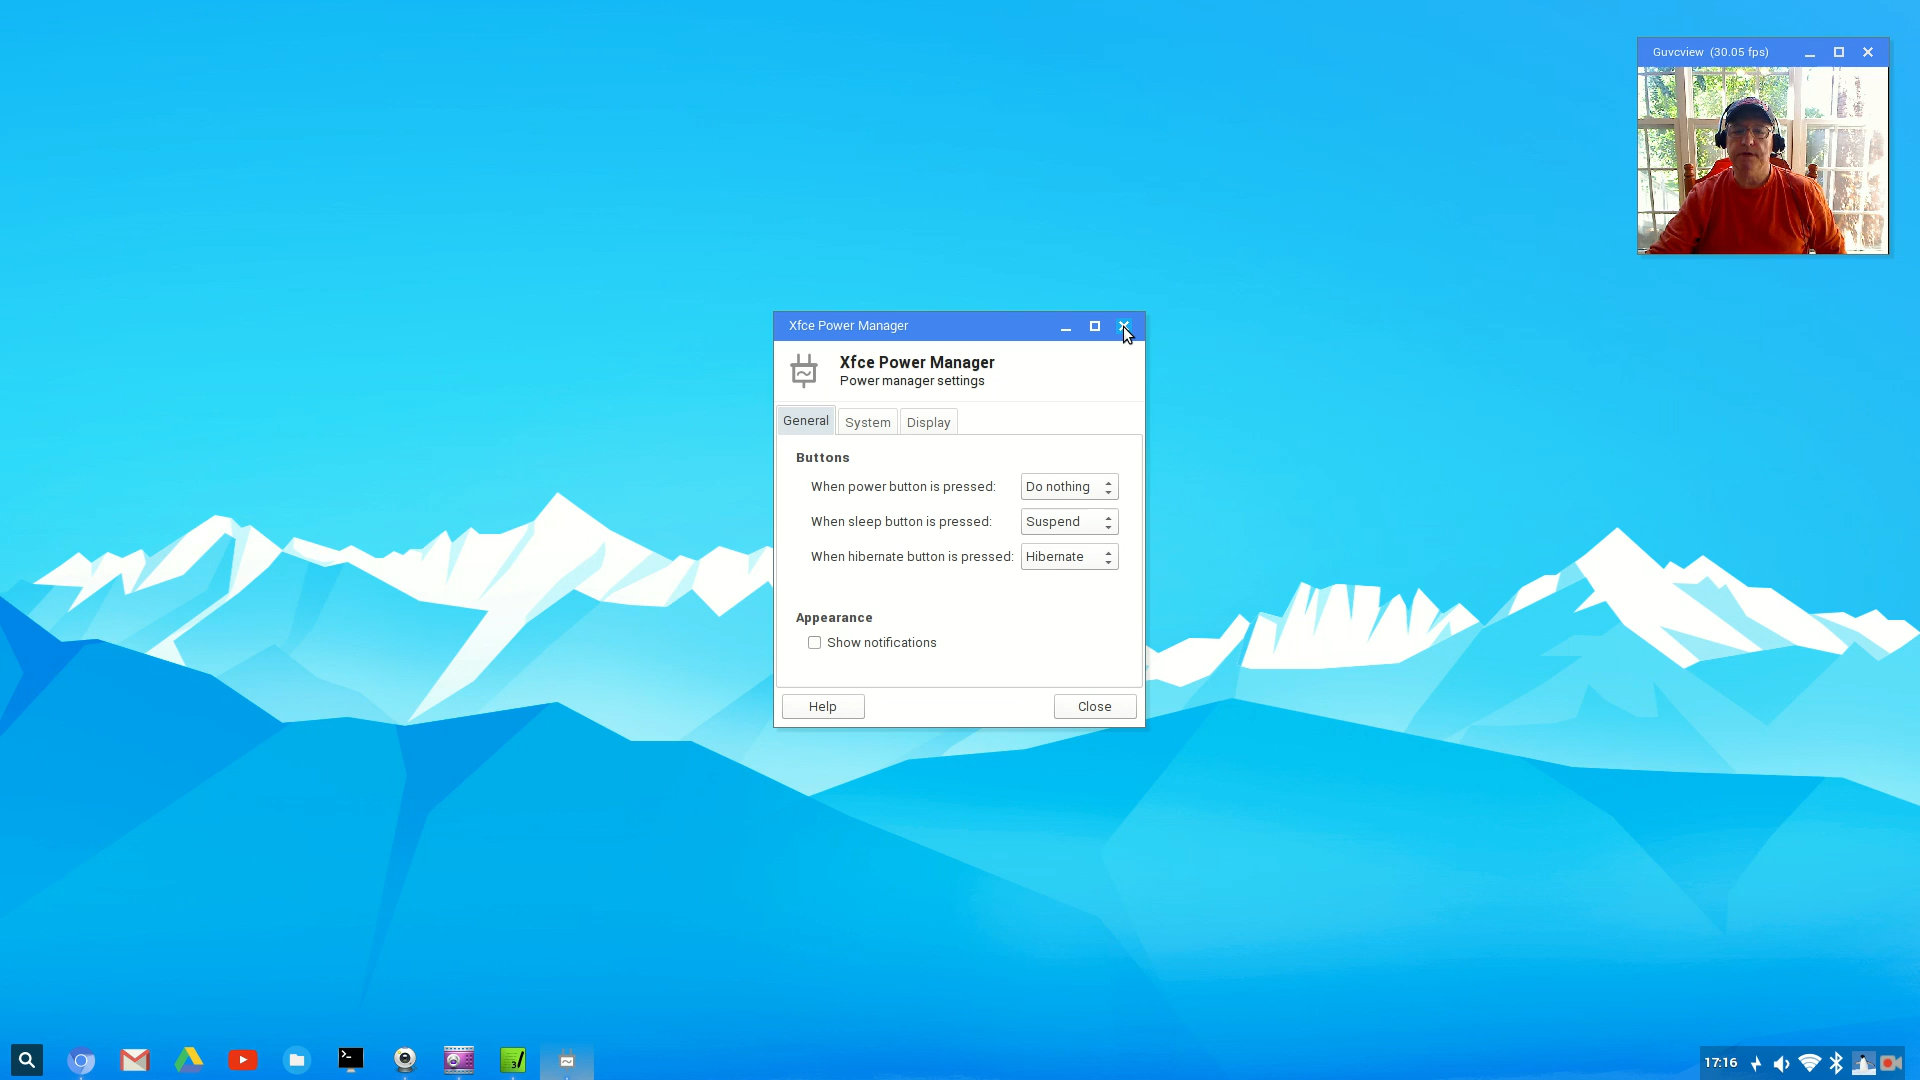 Guvcview (30.05 fps)
Xfce Power Manager
Xfce Power Manager
Power manager settings
General System Display
Buttons
When power button is pressed: Do nothing
When sleep button is pressed: Suspend
When hibernate button is pressed: Hibernate
Appearance
Show notifications
Help Close
17:16